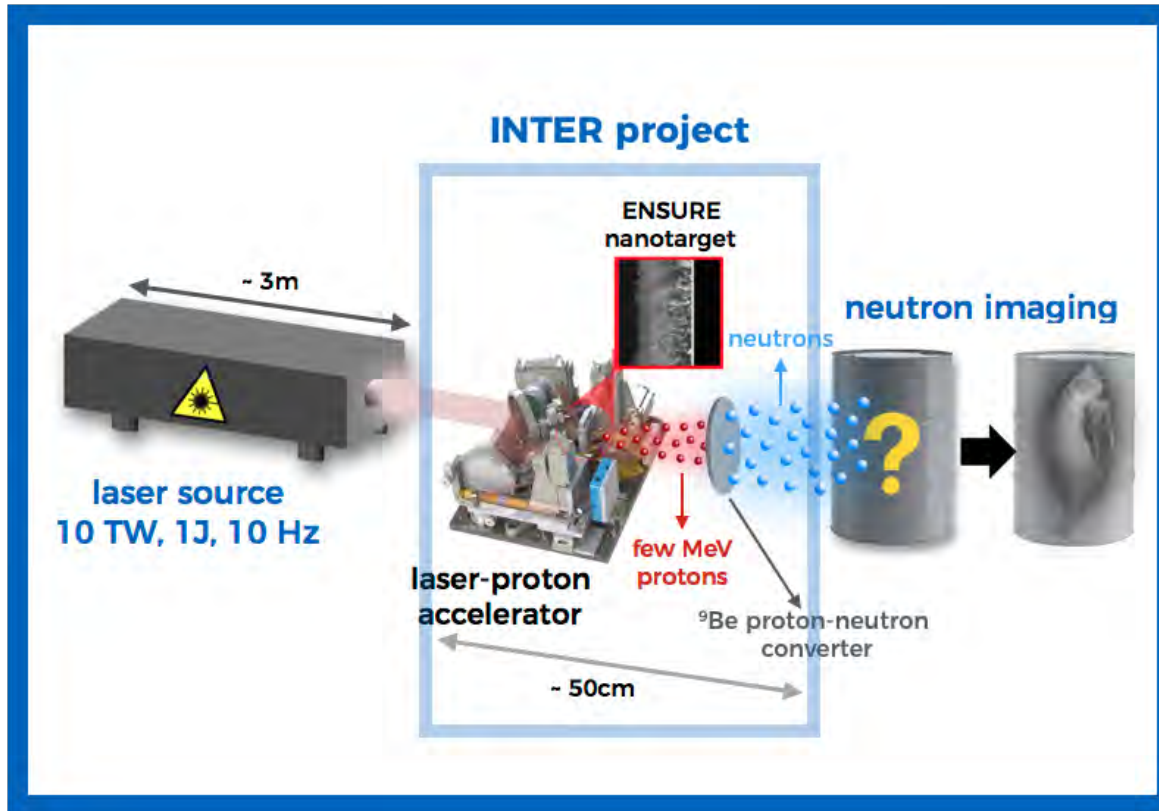 INTER project
ENSURE
nanotarget
~ 3m
neutron imaging
neutrons
?
laser source
10 TW, 1J, 10 Hz
few MeV
protons
laser-proton
accelerator
⁹Be proton-neutron
converter
~ 50cm